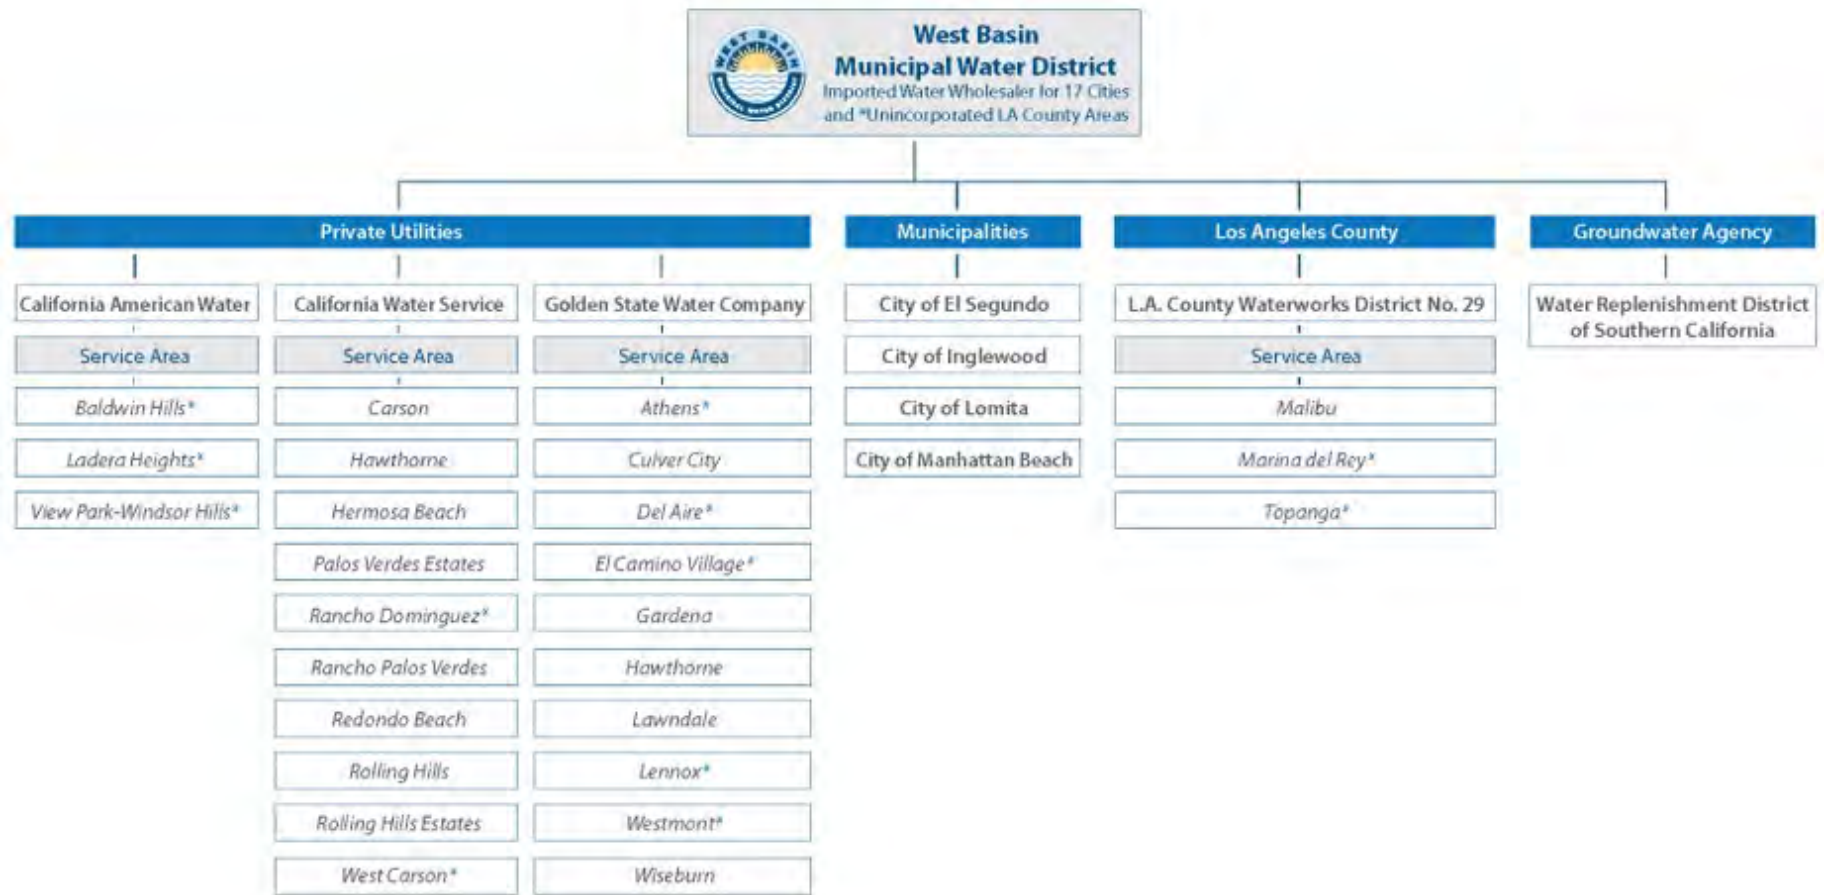 WEST BASIN
MUNICIPAL WATER DISTRICT
West Basin
Municipal Water District
Imported Water Wholesaler for 17 Cities
and *Unincorporated LA County Areas
Private Utilities
California American Water
Service Area
Baldwin Hills*
Ladera Heights*
View Park-Windsor Hills*
California Water Service
Service Area
Carson
Hawthorne
Hermosa Beach
Palos Verdes Estates
Rancho Dominguez*
Rancho Palos Verdes
Redondo Beach
Rolling Hills
Rolling Hills Estates
West Carson*
Golden State Water Company
Service Area
Athens*
Culver City
Del Aire*
El Camino Village*
Gardena
Hawthorne
Lawndale
Lennox*
Westmont*
Wiseburn
Municipalities
City of El Segundo
City of Inglewood
City of Lomita
City of Manhattan Beach
Los Angeles County
L.A. County Waterworks District No. 29
Service Area
Malibu
Marina del Rey*
Topanga*
Groundwater Agency
Water Replenishment District
of Southern California